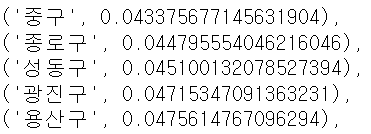 ('중구', 0.043375677145631904),
('종로구', 0.044795554046216046),
('성동구', 0.045100132078527394),
('광진구', 0.04715347091363231),
('용산구', 0.0475614767096294),